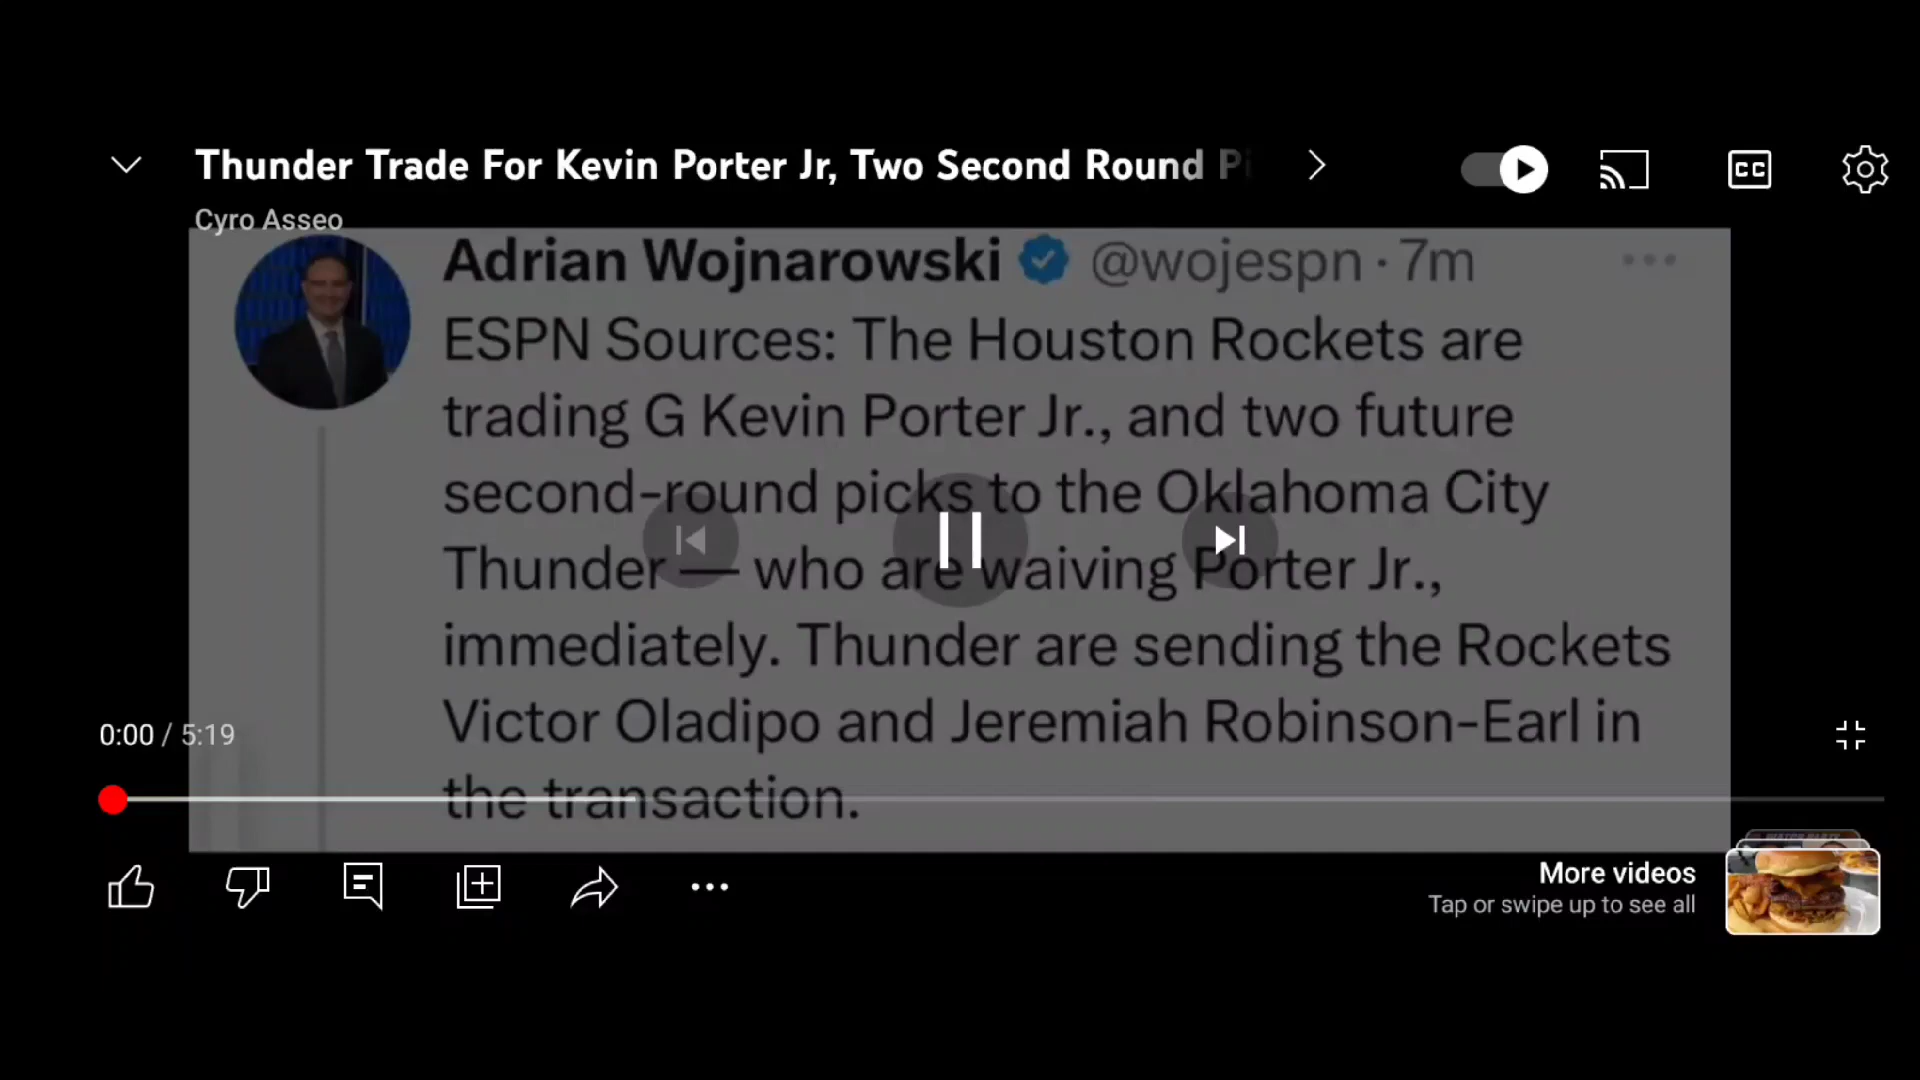 Thunder Trade For Kevin Porter Jr, Two Second Round
Cyro Asseo
Adrian Wojnarowski @wojespn · 7m
ESPN Sources: The Houston Rockets are
trading G Kevin Porter Jr., and two future
second-round picks to the Oklahoma City
Thunder — who are waiving Porter Jr.,
immediately. Thunder are sending the Rockets
Victor Oladipo and Jeremiah Robinson-Earl in
the transaction.
CC
0:00 / 5:19
More videos
Tap or swipe up to see all